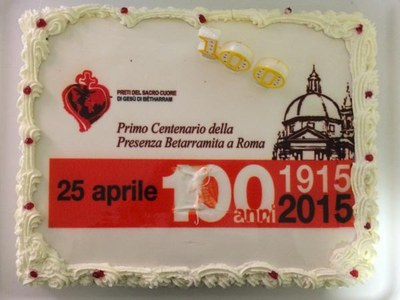 PRETI DEL SACRO CUORE
DI GESÙ DI BÉTHARRAM
Primo Centenario della
Presenza Betarramita a Roma
25 aprile
100
anni
1915
2015